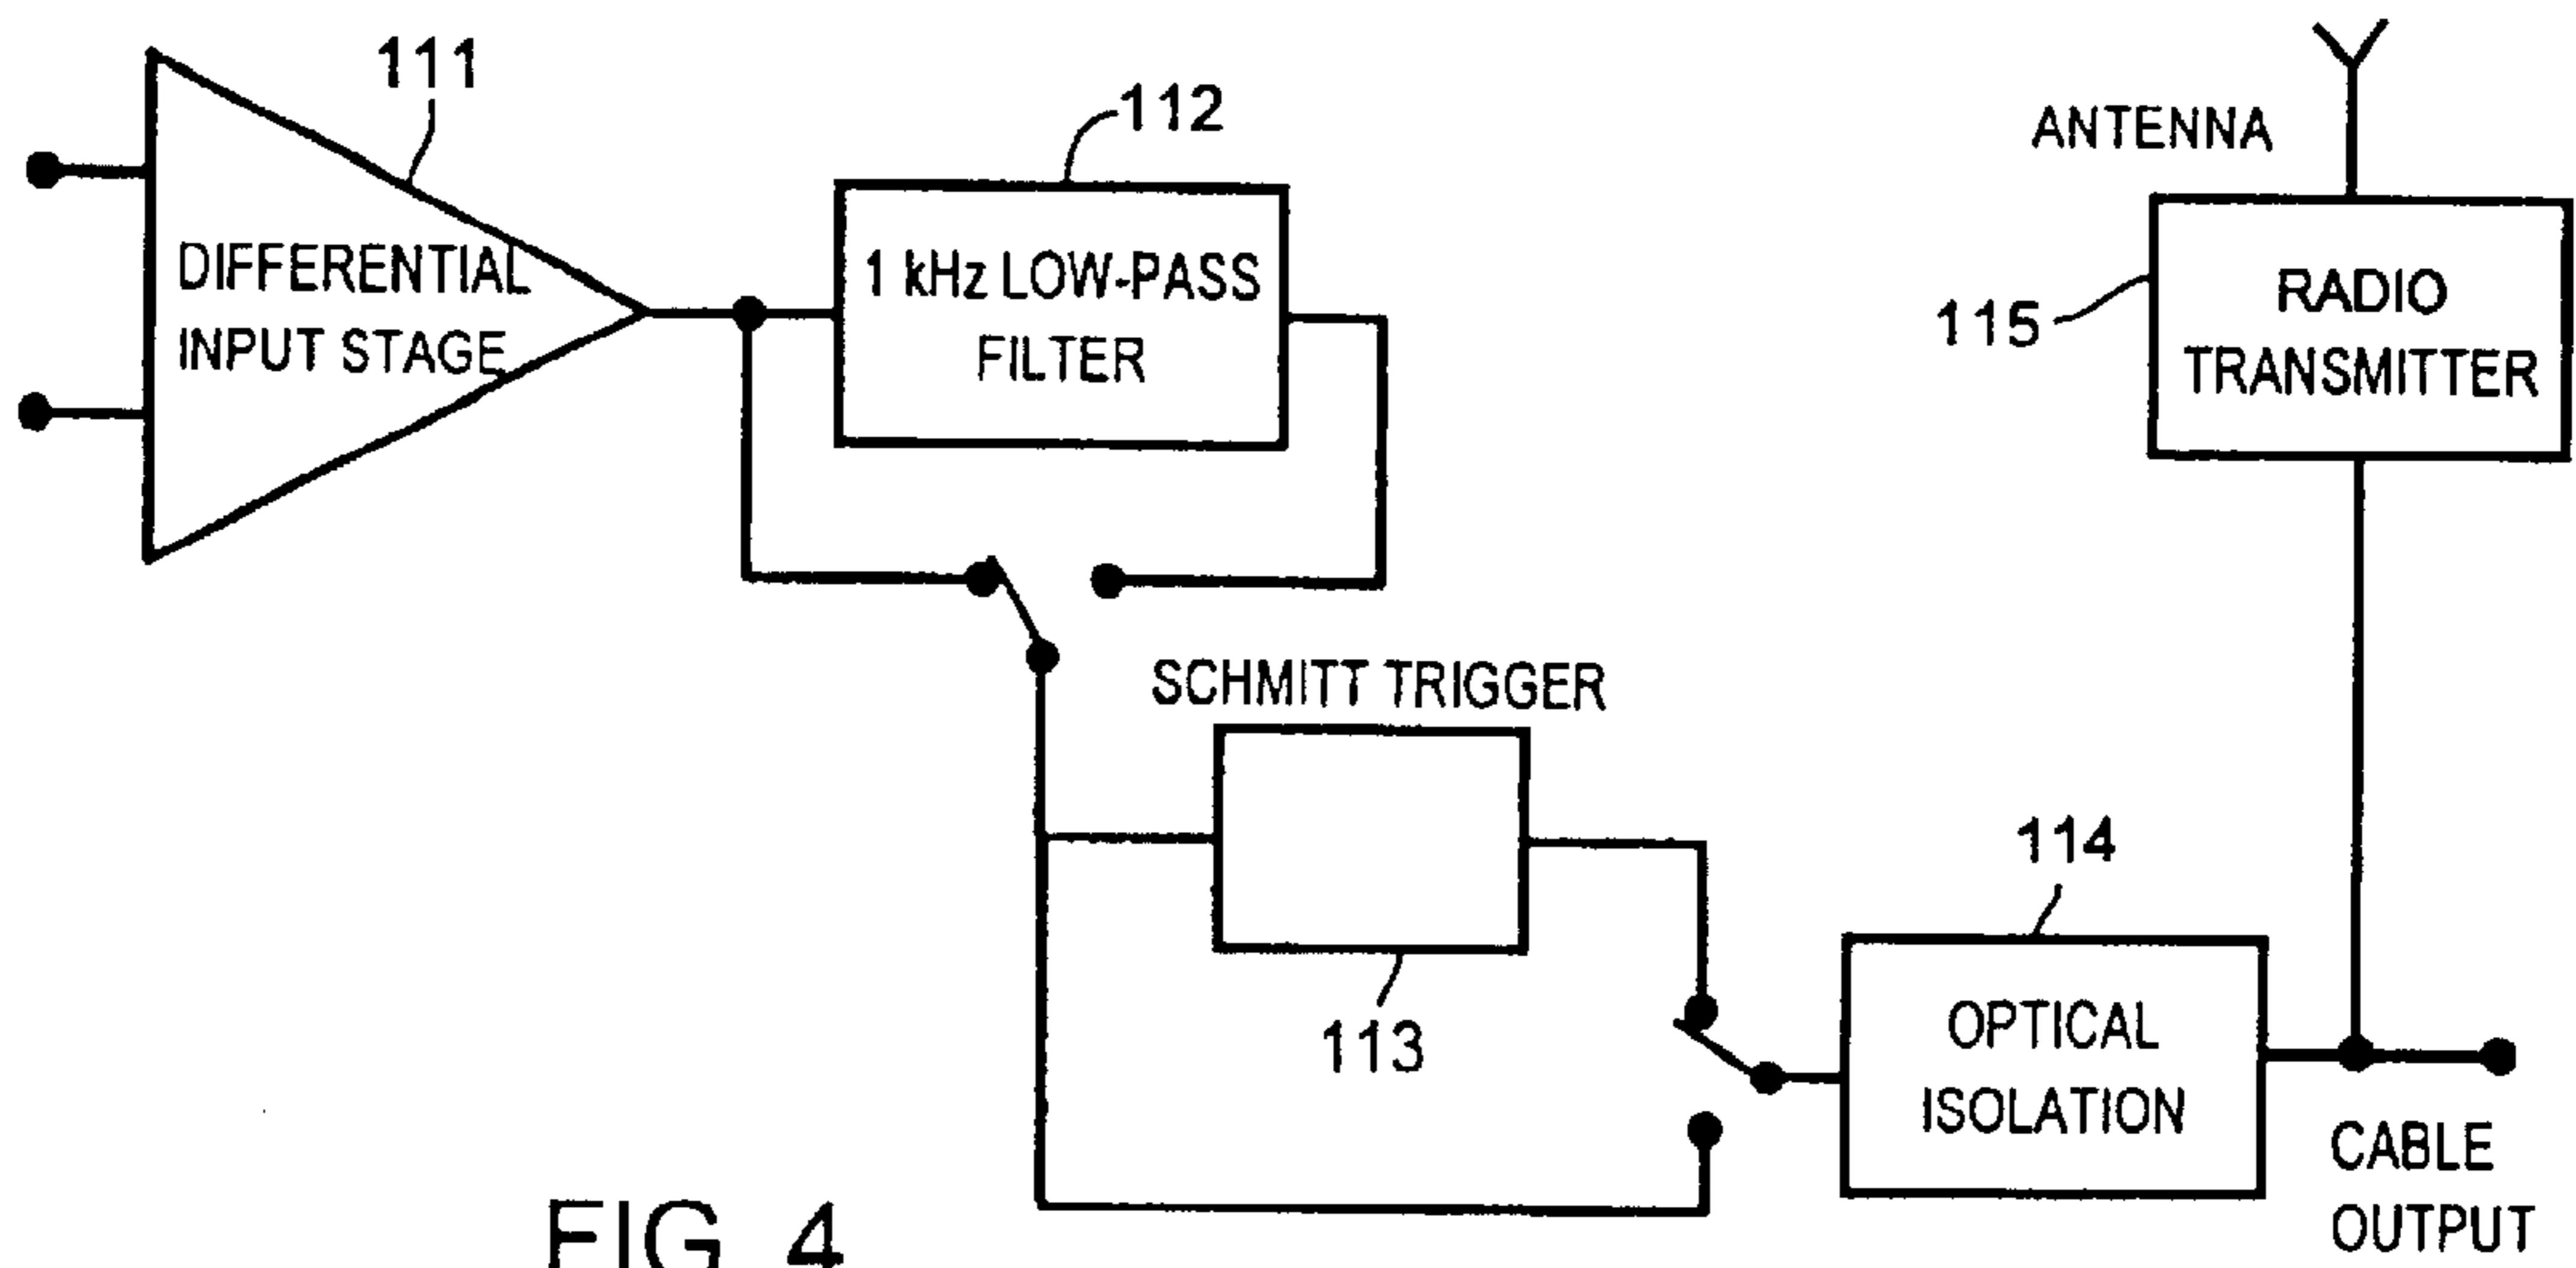 111
112
ANTENNA
DIFFERENTIAL
INPUT STAGE
1 kHz LOW-PASS
FILTER
115
RADIO
TRANSMITTER
SCHMITT TRIGGER
113
114
OPTICAL
ISOLATION
CABLE
OUTPUT
FIG 4